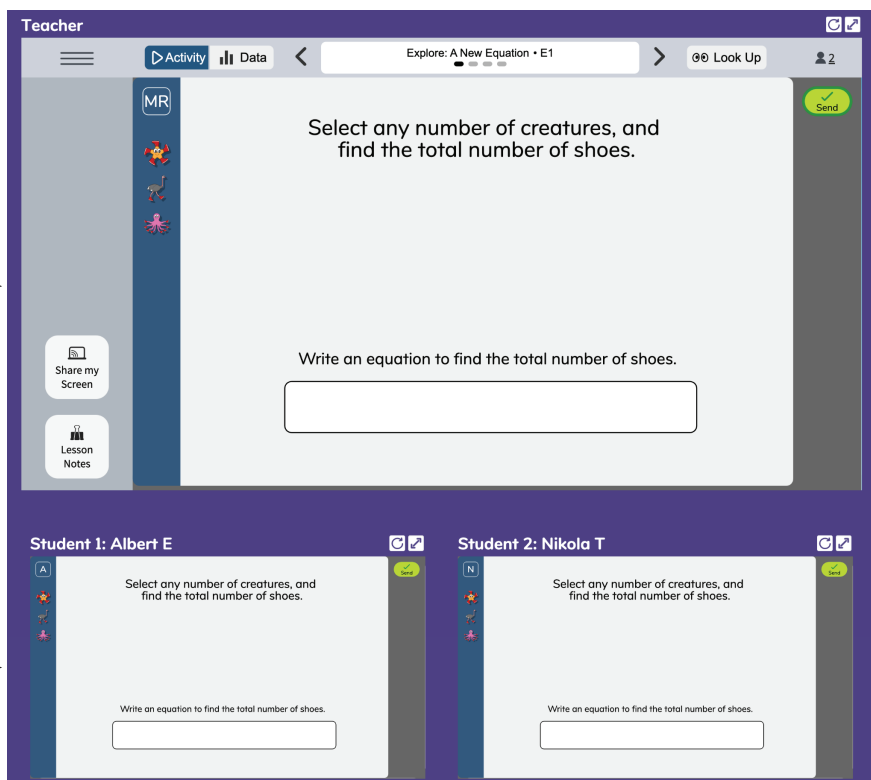 Teacher
Activity
Data
Explore: A New Equation • E1
Look Up
2
MR
Send
Select any number of creatures, and
find the total number of shoes.
Share my
Screen
Write an equation to find the total number of shoes.
Lesson
Notes
Student 1: Albert E
A
Send
Select any number of creatures, and
find the total number of shoes.
Write an equation to find the total number of shoes.
Student 2: Nikola T
N
Send
Select any number of creatures, and
find the total number of shoes.
Write an equation to find the total number of shoes.